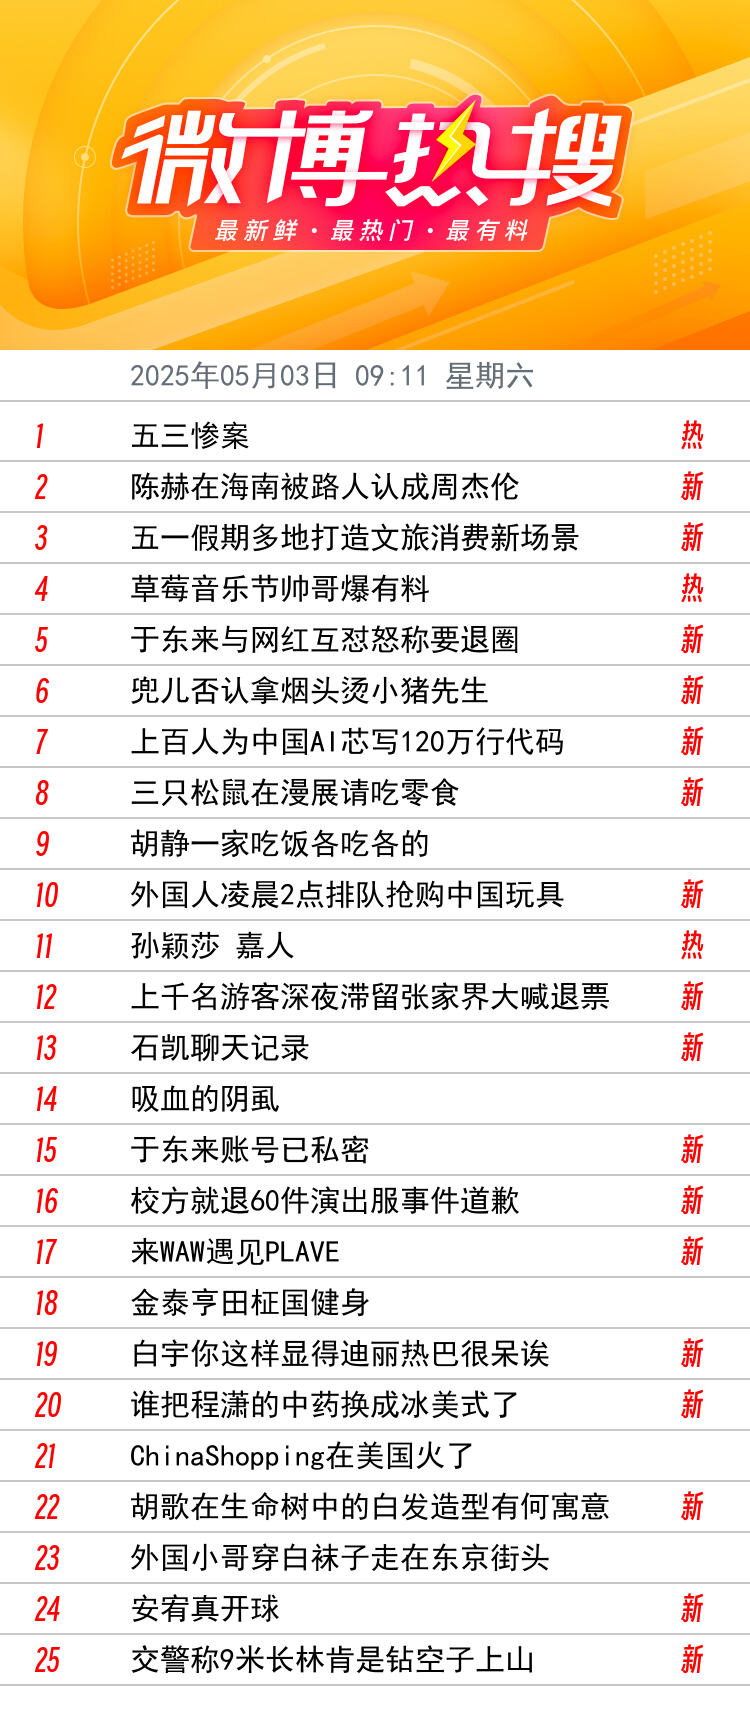 微博热搜
最新鲜·最热门·最有料
2025年05月03日 09:11 星期六
1 五三惨案 热
2 陈赫在海南被路人认成周杰伦 新
3 五一假期多地打造文旅消费新场景 新
4 草莓音乐节帅哥爆有料 热
5 于东来与网红互怼怒称要退圈 新
6 兜儿否认拿烟头烫小猪先生 新
7 上百人为中国AI芯写120万行代码 新
8 三只松鼠在漫展请吃零食 新
9 胡静一家吃饭各吃各的
10 外国人凌晨2点排队抢购中国玩具 新
11 孙颖莎 嘉人 热
12 上千名游客深夜滞留张家界大喊退票 新
13 石凯聊天记录 新
14 吸血的阴虱
15 于东来账号已私密 新
16 校方就退60件演出服事件道歉 新
17 来WAW遇见PLAVE 新
18 金泰亨田柾国健身
19 白宇你这样显得迪丽热巴很呆诶 新
20 谁把程潇的中药换成冰美式了 新
21 ChinaShopping在美国火了
22 胡歌在生命树中的白发造型有何寓意 新
23 外国小哥穿白袜子走在东京街头
24 安宥真开球 新
25 交警称9米长林肯是钻空子上山 新